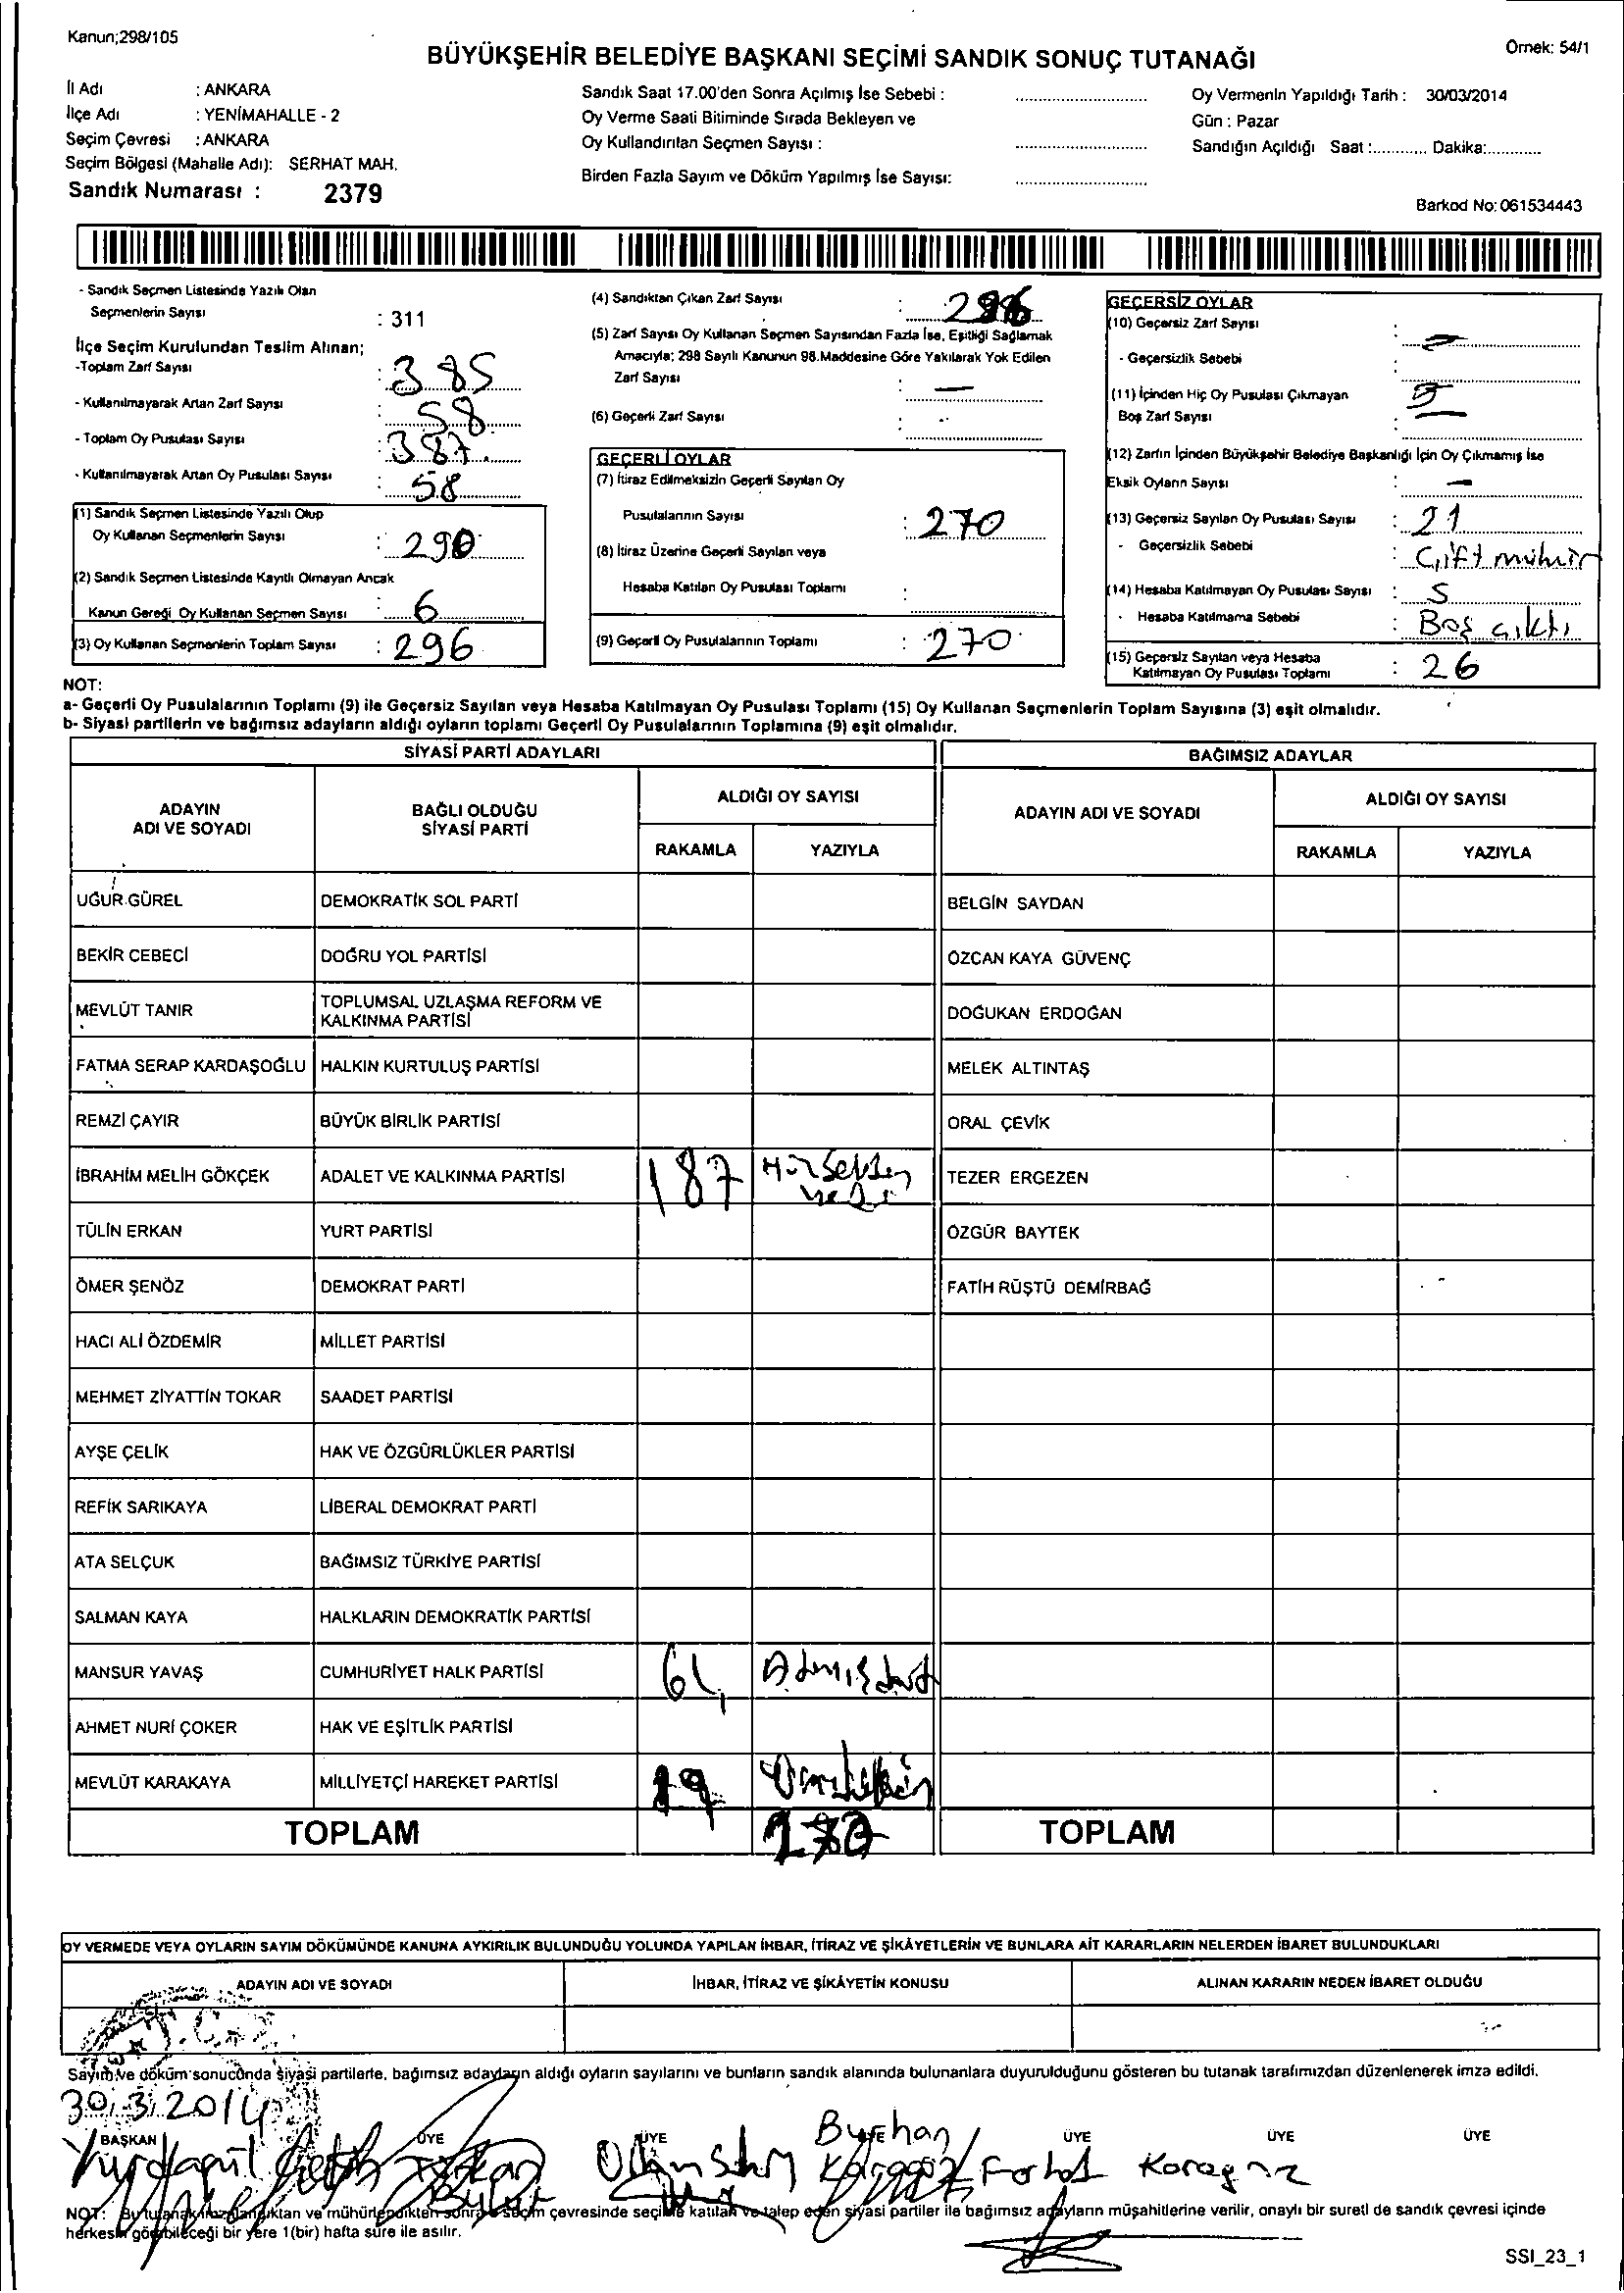 Kanun;298/105
Örnek: 54/1
BÜYÜKŞEHİR BELEDİYE BAŞKANI SEÇİMİ SANDIK SONUÇ TUTANAĞI
İl Adı : ANKARA
İlçe Adı : YENİMAHALLE - 2
Seçim Çevresi : ANKARA
Seçim Bölgesi (Mahalle Adı): SERHAT MAH.
Sandık Numarası : 2379
Sandık Saat 17.00'den Sonra Açılmış İse Sebebi :
Oy Verme Saati Bitiminde Sırada Bekleyen ve
Oy Kullandırılan Seçmen Sayısı :
Birden Fazla Sayım ve Döküm Yapılmış İse Sayısı:
Oy Vermenin Yapıldığı Tarih : 30/03/2014
Gün : Pazar
Sandığın Açıldığı Saat :........... Dakika:...........
Barkod No: 061534443
- Sandık Seçmen Listesinde Yazılı Olan
Seçmenlerin Sayısı : 311
İlçe Seçim Kurulundan Teslim Alınan;
-Toplam Zarf Sayısı : 385
- Kullanılmayarak Artan Zarf Sayısı : 58
- Toplam Oy Pusulası Sayısı : 387
- Kullanılmayarak Artan Oy Pusulası Sayısı : 58
(1) Sandık Seçmen Listesinde Yazılı Olup
Oy Kullanan Seçmenlerin Sayısı : 290
(2) Sandık Seçmen Listesinde Kayıtlı Olmayan Ancak
Kanun Gereği Oy Kullanan Seçmen Sayısı : 6
(3) Oy Kullanan Seçmenlerin Toplam Sayısı : 296
(4) Sandıktan Çıkan Zarf Sayısı : 296
(5) Zarf Sayısı Oy Kullanan Seçmen Sayısından Fazla İse, Eşitliği Sağlamak
Amacıyla; 298 Sayılı Kanunun 98.Maddesine Göre Yakılarak Yok Edilen
Zarf Sayısı : —
(6) Geçerli Zarf Sayısı :
GEÇERLİ OYLAR
(7) İtiraz Edilmeksizin Geçerli Sayılan Oy
Pusulalarının Sayısı : 270
(8) İtiraz Üzerine Geçerli Sayılan veya
Hesaba Katılan Oy Pusulası Toplamı :
(9) Geçerli Oy Pusulalarının Toplamı : 270
GEÇERSİZ OYLAR
(10) Geçersiz Zarf Sayısı :
- Geçersizlik Sebebi :
(11) İçinden Hiç Oy Pusulası Çıkmayan
Boş Zarf Sayısı : 5
(12) Zarfın İçinden Büyükşehir Belediye Başkanlığı İçin Oy Çıkmamış İse
Eksik Oyların Sayısı : —
(13) Geçersiz Sayılan Oy Pusulası Sayısı : 21
- Geçersizlik Sebebi : Çift mühür
(14) Hesaba Katılmayan Oy Pusulası Sayısı : 5
- Hesaba Katılmama Sebebi : Boş çıktı
(15) Geçersiz Sayılan veya Hesaba
Katılmayan Oy Pusulası Toplamı : 26
NOT:
a- Geçerli Oy Pusulalarının Toplamı (9) ile Geçersiz Sayılan veya Hesaba Katılmayan Oy Pusulası Toplamı (15) Oy Kullanan Seçmenlerin Toplam Sayısına (3) eşit olmalıdır.
b- Siyasi partilerin ve bağımsız adayların aldığı oyların toplamı Geçerli Oy Pusulalarının Toplamına (9) eşit olmalıdır.
SİYASİ PARTİ ADAYLARI
BAĞIMSIZ ADAYLAR
ADAYIN ADI VE SOYADI
BAĞLI OLDUĞU SİYASİ PARTİ
ALDIĞI OY SAYISI
RAKAMLA YAZIYLA
ADAYIN ADI VE SOYADI
ALDIĞI OY SAYISI
RAKAMLA YAZIYLA
UĞUR GÜREL DEMOKRATİK SOL PARTİ BELGİN SAYDAN
BEKİR CEBECİ DOĞRU YOL PARTİSİ ÖZCAN KAYA GÜVENÇ
MEVLÜT TANIR TOPLUMSAL UZLAŞMA REFORM VE KALKINMA PARTİSİ DOĞUKAN ERDOĞAN
FATMA SERAP KARDAŞOĞLU HALKIN KURTULUŞ PARTİSİ MELEK ALTINTAŞ
REMZİ ÇAYIR BÜYÜK BİRLİK PARTİSİ ORAL ÇEVİK
İBRAHİM MELİH GÖKÇEK ADALET VE KALKINMA PARTİSİ 187 TEZER ERGEZEN
TÜLİN ERKAN YURT PARTİSİ ÖZGÜR BAYTEK
ÖMER ŞENÖZ DEMOKRAT PARTİ FATİH RÜŞTÜ DEMİRBAĞ
HACI ALİ ÖZDEMİR MİLLET PARTİSİ
MEHMET ZİYATTİN TOKAR SAADET PARTİSİ
AYŞE ÇELİK HAK VE ÖZGÜRLÜKLER PARTİSİ
REFİK SARIKAYA LİBERAL DEMOKRAT PARTİ
ATA SELÇUK BAĞIMSIZ TÜRKİYE PARTİSİ
SALMAN KAYA HALKLARIN DEMOKRATİK PARTİSİ
MANSUR YAVAŞ CUMHURİYET HALK PARTİSİ
AHMET NURİ ÇOKER HAK VE EŞİTLİK PARTİSİ
MEVLÜT KARAKAYA MİLLİYETÇİ HAREKET PARTİSİ 19
TOPLAM 270 TOPLAM
OY VERMEDE VEYA OYLARIN SAYIM DÖKÜMÜNDE KANUNA AYKIRILIK BULUNDUĞU YOLUNDA YAPILAN İHBAR, İTİRAZ VE ŞİKÂYETLERİN VE BUNLARA AİT KARARLARIN NELERDEN İBARET BULUNDUKLARI
ADAYIN ADI VE SOYADI
İHBAR, İTİRAZ VE ŞİKÂYETİN KONUSU
ALINAN KARARIN NEDEN İBARET OLDUĞU
Sayım ve döküm sonucunda siyasi partilerle, bağımsız adayların aldığı oyların sayılarını ve bunların sandık alanında bulunanlara duyurulduğunu gösteren bu tutanak tarafımızdan düzenlenerek imza edildi.
30.3.2014
BAŞKAN ÜYE ÜYE ÜYE ÜYE ÜYE ÜYE
Burhan
Karagöz
NOT: Bu tutanak imzalandıktan ve mühürlendikten sonra seçim çevresinde seçime katılan ve talep eden siyasi partiler ile bağımsız adayların müşahitlerine verilir, onaylı bir sureti de sandık çevresi içinde
herkesin görebileceği bir yere 1(bir) hafta süre ile asılır.
SSI_23_1